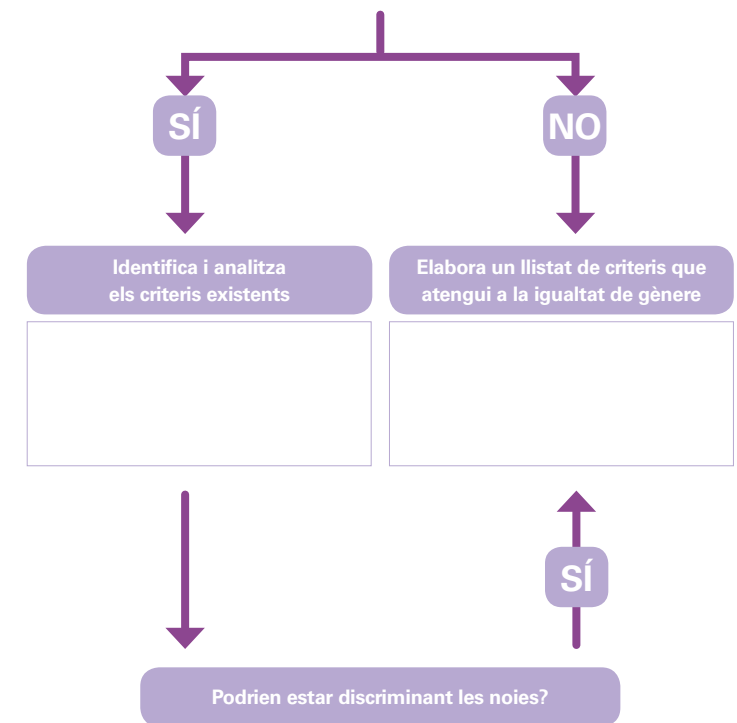 SÍ
NO
Identifica i analitza
els criteris existents
Elabora un llistat de criteris que
atengui a la igualtat de gènere
SÍ
Podrien estar discriminant les noies?